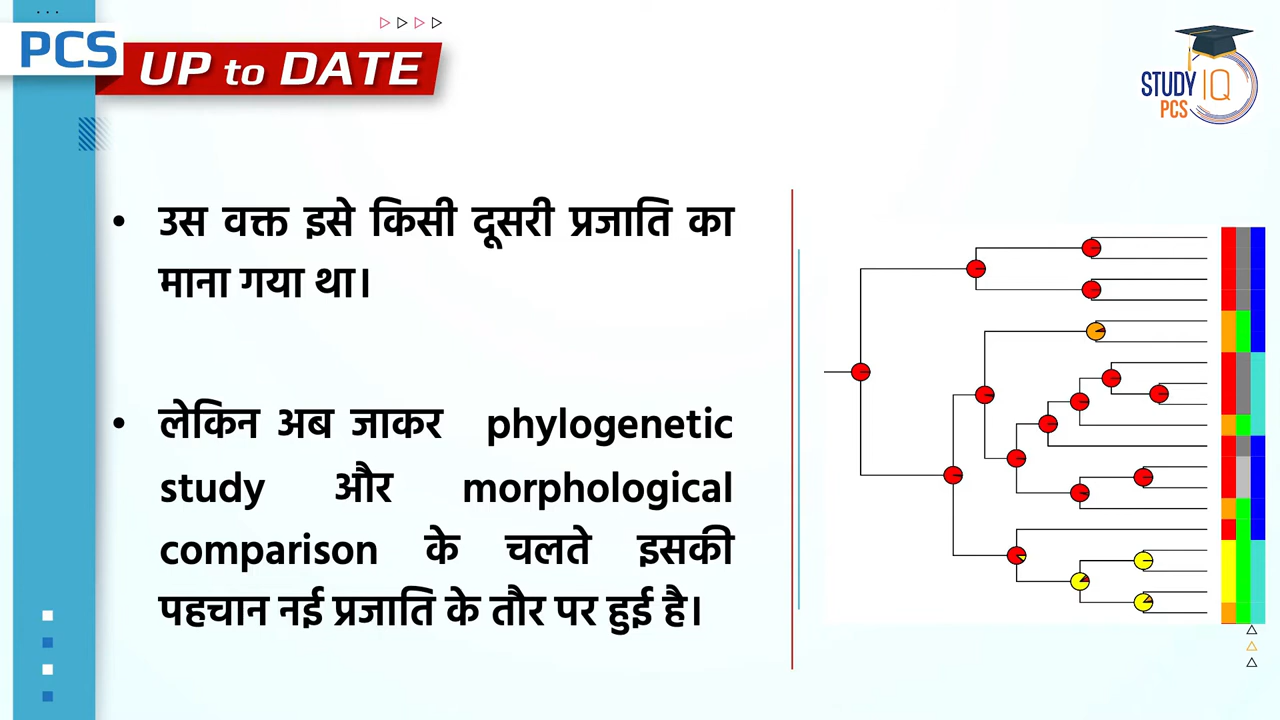 PCS
UP to DATE
STUDY IQ
PCS
• उस वक्त इसे किसी दूसरी प्रजाति का
माना गया था।
• लेकिन अब जाकर phylogenetic
study और morphological
comparison के चलते इसकी
पहचान नई प्रजाति के तौर पर हुई है।